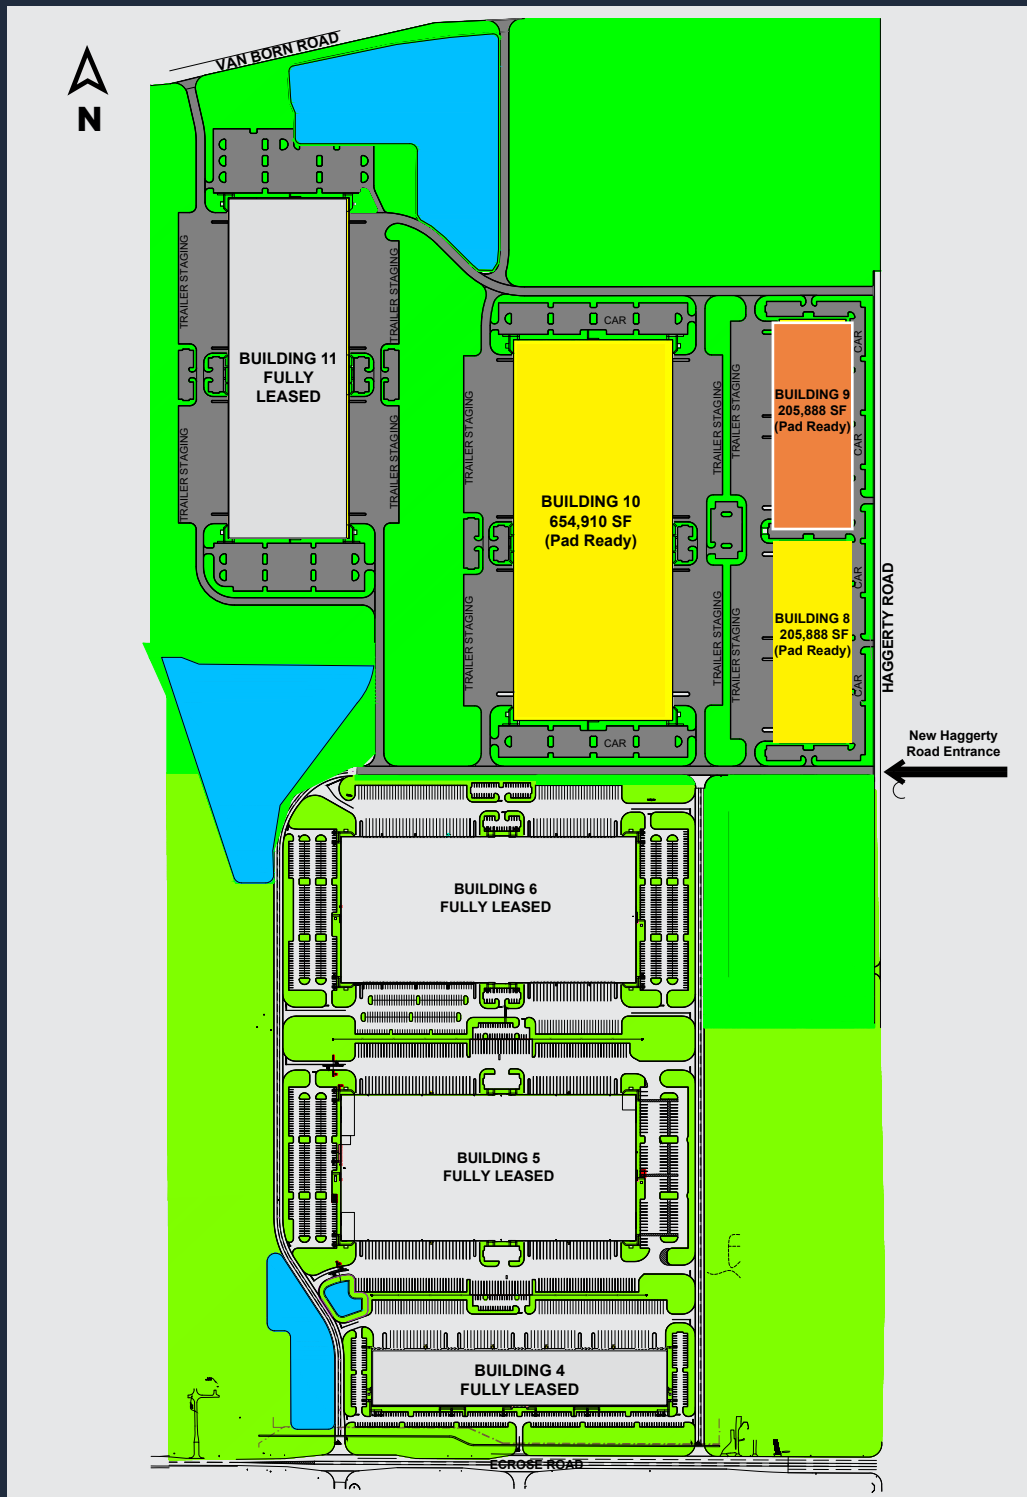 VAN BORN ROAD
N
TRAILER STAGING
TRAILER STAGING
BUILDING 11
FULLY
LEASED
TRAILER STAGING
TRAILER STAGING
CAR
CAR
TRAILER STAGING
TRAILER STAGING
TRAILER STAGING
BUILDING 9
205,888 SF
(Pad Ready)
CAR
BUILDING 10
654,910 SF
(Pad Ready)
CAR
HAGGERTY ROAD
TRAILER STAGING
TRAILER STAGING
TRAILER STAGING
BUILDING 8
205,888 SF
(Pad Ready)
CAR
CAR
New Haggerty
Road Entrance
BUILDING 6
FULLY LEASED
BUILDING 5
FULLY LEASED
BUILDING 4
FULLY LEASED
ECROSE ROAD